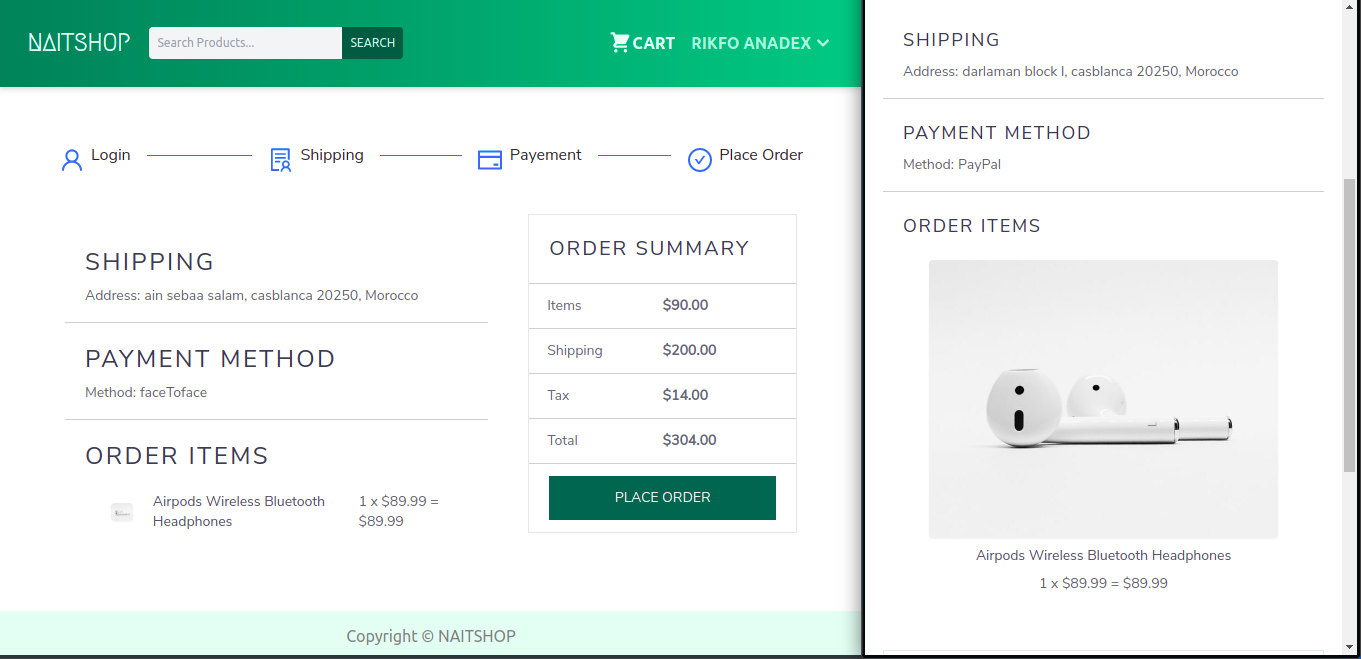 NAITSHOP
Search Products...
SEARCH
CART
RIKFO ANADEX
Login
Shipping
Payement
Place Order
SHIPPING
Address: ain sebaa salam, casblanca 20250, Morocco
PAYMENT METHOD
Method: faceToface
ORDER ITEMS
Airpods Wireless Bluetooth
Headphones
1 x $89.99 =
$89.99
ORDER SUMMARY
Items $90.00
Shipping $200.00
Tax $14.00
Total $304.00
PLACE ORDER
Copyright © NAITSHOP
SHIPPING
Address: darlaman block l, casblanca 20250, Morocco
PAYMENT METHOD
Method: PayPal
ORDER ITEMS
Airpods Wireless Bluetooth Headphones
1 x $89.99 = $89.99